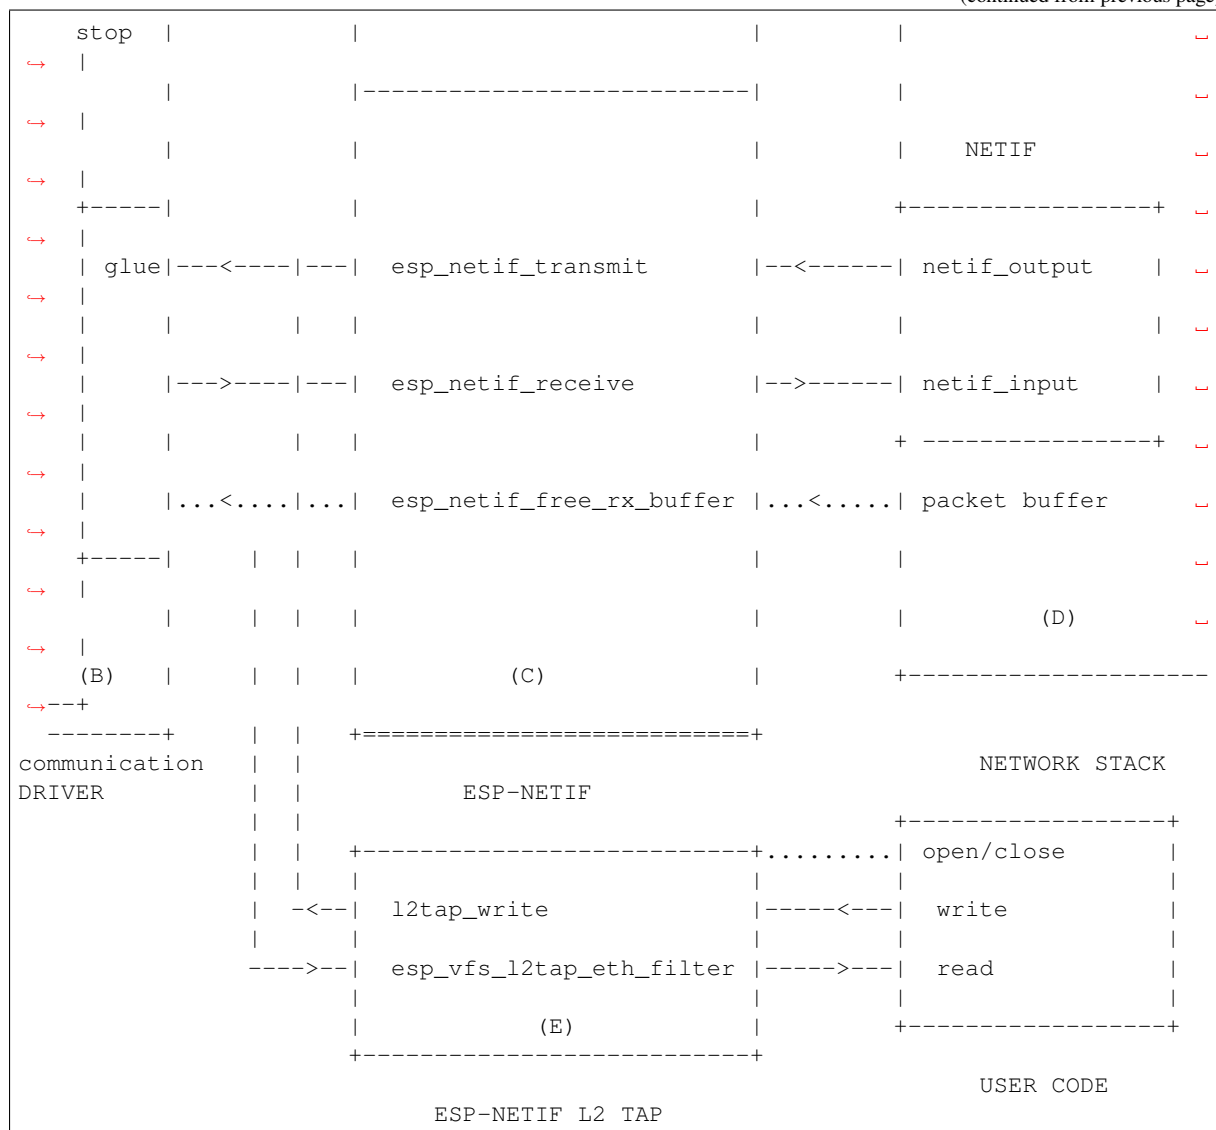 (continued from previous page)
    stop  |            |                           |         |                    ␣
↪   |
          |            |---------------------------|         |                    ␣
↪   |
          |            |                           |         |    NETIF           ␣
↪   |
    +-----|            |                           |         +-----------------+  ␣
↪   |
    | glue|---<----|---|  esp_netif_transmit       |--<------| netif_output    |  ␣
↪   |
    |     |        |   |                           |         |                 |  ␣
↪   |
    |     |--->----|---|  esp_netif_receive        |-->------| netif_input     |  ␣
↪   |
    |     |        |   |                           |         + ----------------+  ␣
↪   |
    |     |...<....|...|  esp_netif_free_rx_buffer |...<.....| packet buffer      ␣
↪   |
    +-----|     |  |   |                           |         |                    ␣
↪   |
          |     |  |   |                           |         |         (D)        ␣
↪   |
    (B)   |     |  |   |          (C)              |         +---------------------
↪--+
  --------+     |  |   +===========================+
communication   |  |                                               NETWORK STACK
DRIVER          |  |           ESP-NETIF
                |  |                                         +------------------+
                |  |   +---------------------------+.........| open/close       |
                |  |   |                           |         |                  |
                |  -<--|  l2tap_write              |-----<---|  write           |
                |      |                           |         |                  |
                ---->--|  esp_vfs_l2tap_eth_filter |----->---|  read            |
                       |                           |         |                  |
                       |            (E)            |         +------------------+
                       +---------------------------+
                                                                  USER CODE
                             ESP-NETIF L2 TAP